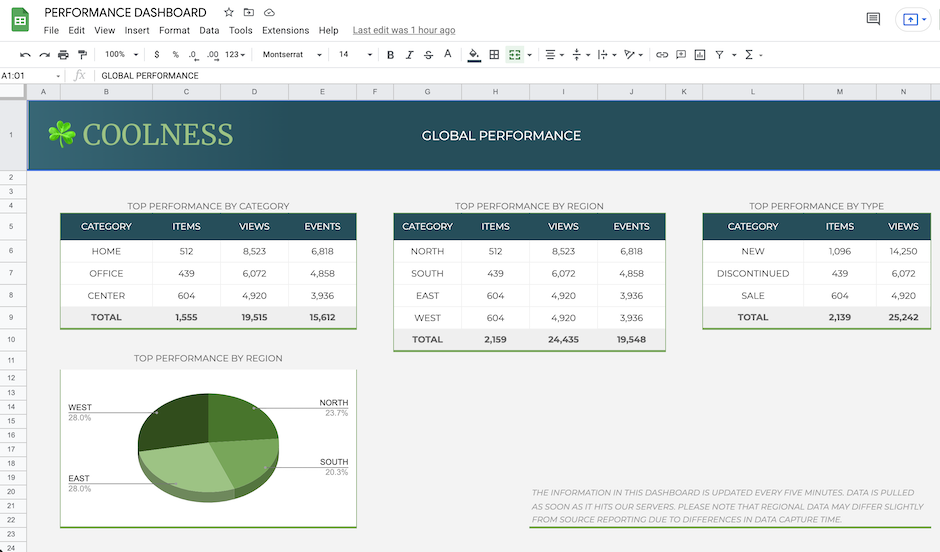 PERFORMANCE DASHBOARD
File Edit View Insert Format Data Tools Extensions Help Last edit was 1 hour ago
100% $ % .0 .00 123 Montserrat 14 B I S A Σ
A1:O1 fx GLOBAL PERFORMANCE
A B C D E F G H I J K L M N
1
COOLNESS GLOBAL PERFORMANCE
2
3
4 TOP PERFORMANCE BY CATEGORY TOP PERFORMANCE BY REGION TOP PERFORMANCE BY TYPE
5 CATEGORY ITEMS VIEWS EVENTS CATEGORY ITEMS VIEWS EVENTS CATEGORY ITEMS VIEWS
6 HOME 512 8,523 6,818 NORTH 512 8,523 6,818 NEW 1,096 14,250
7 OFFICE 439 6,072 4,858 SOUTH 439 6,072 4,858 DISCONTINUED 439 6,072
8 CENTER 604 4,920 3,936 EAST 604 4,920 3,936 SALE 604 4,920
9 TOTAL 1,555 19,515 15,612 WEST 604 4,920 3,936 TOTAL 2,139 25,242
10 TOTAL 2,159 24,435 19,548
11 TOP PERFORMANCE BY REGION
12
13
14 WEST NORTH
15 28.0% 23.7%
16
17
18 SOUTH
19 EAST 20.3%
20 28.0% THE INFORMATION IN THIS DASHBOARD IS UPDATED EVERY FIVE MINUTES. DATA IS PULLED
21 AS SOON AS IT HITS OUR SERVERS. PLEASE NOTE THAT REGIONAL DATA MAY DIFFER SLIGHTLY
22 FROM SOURCE REPORTING DUE TO DIFFERENCES IN DATA CAPTURE TIME.
23
24